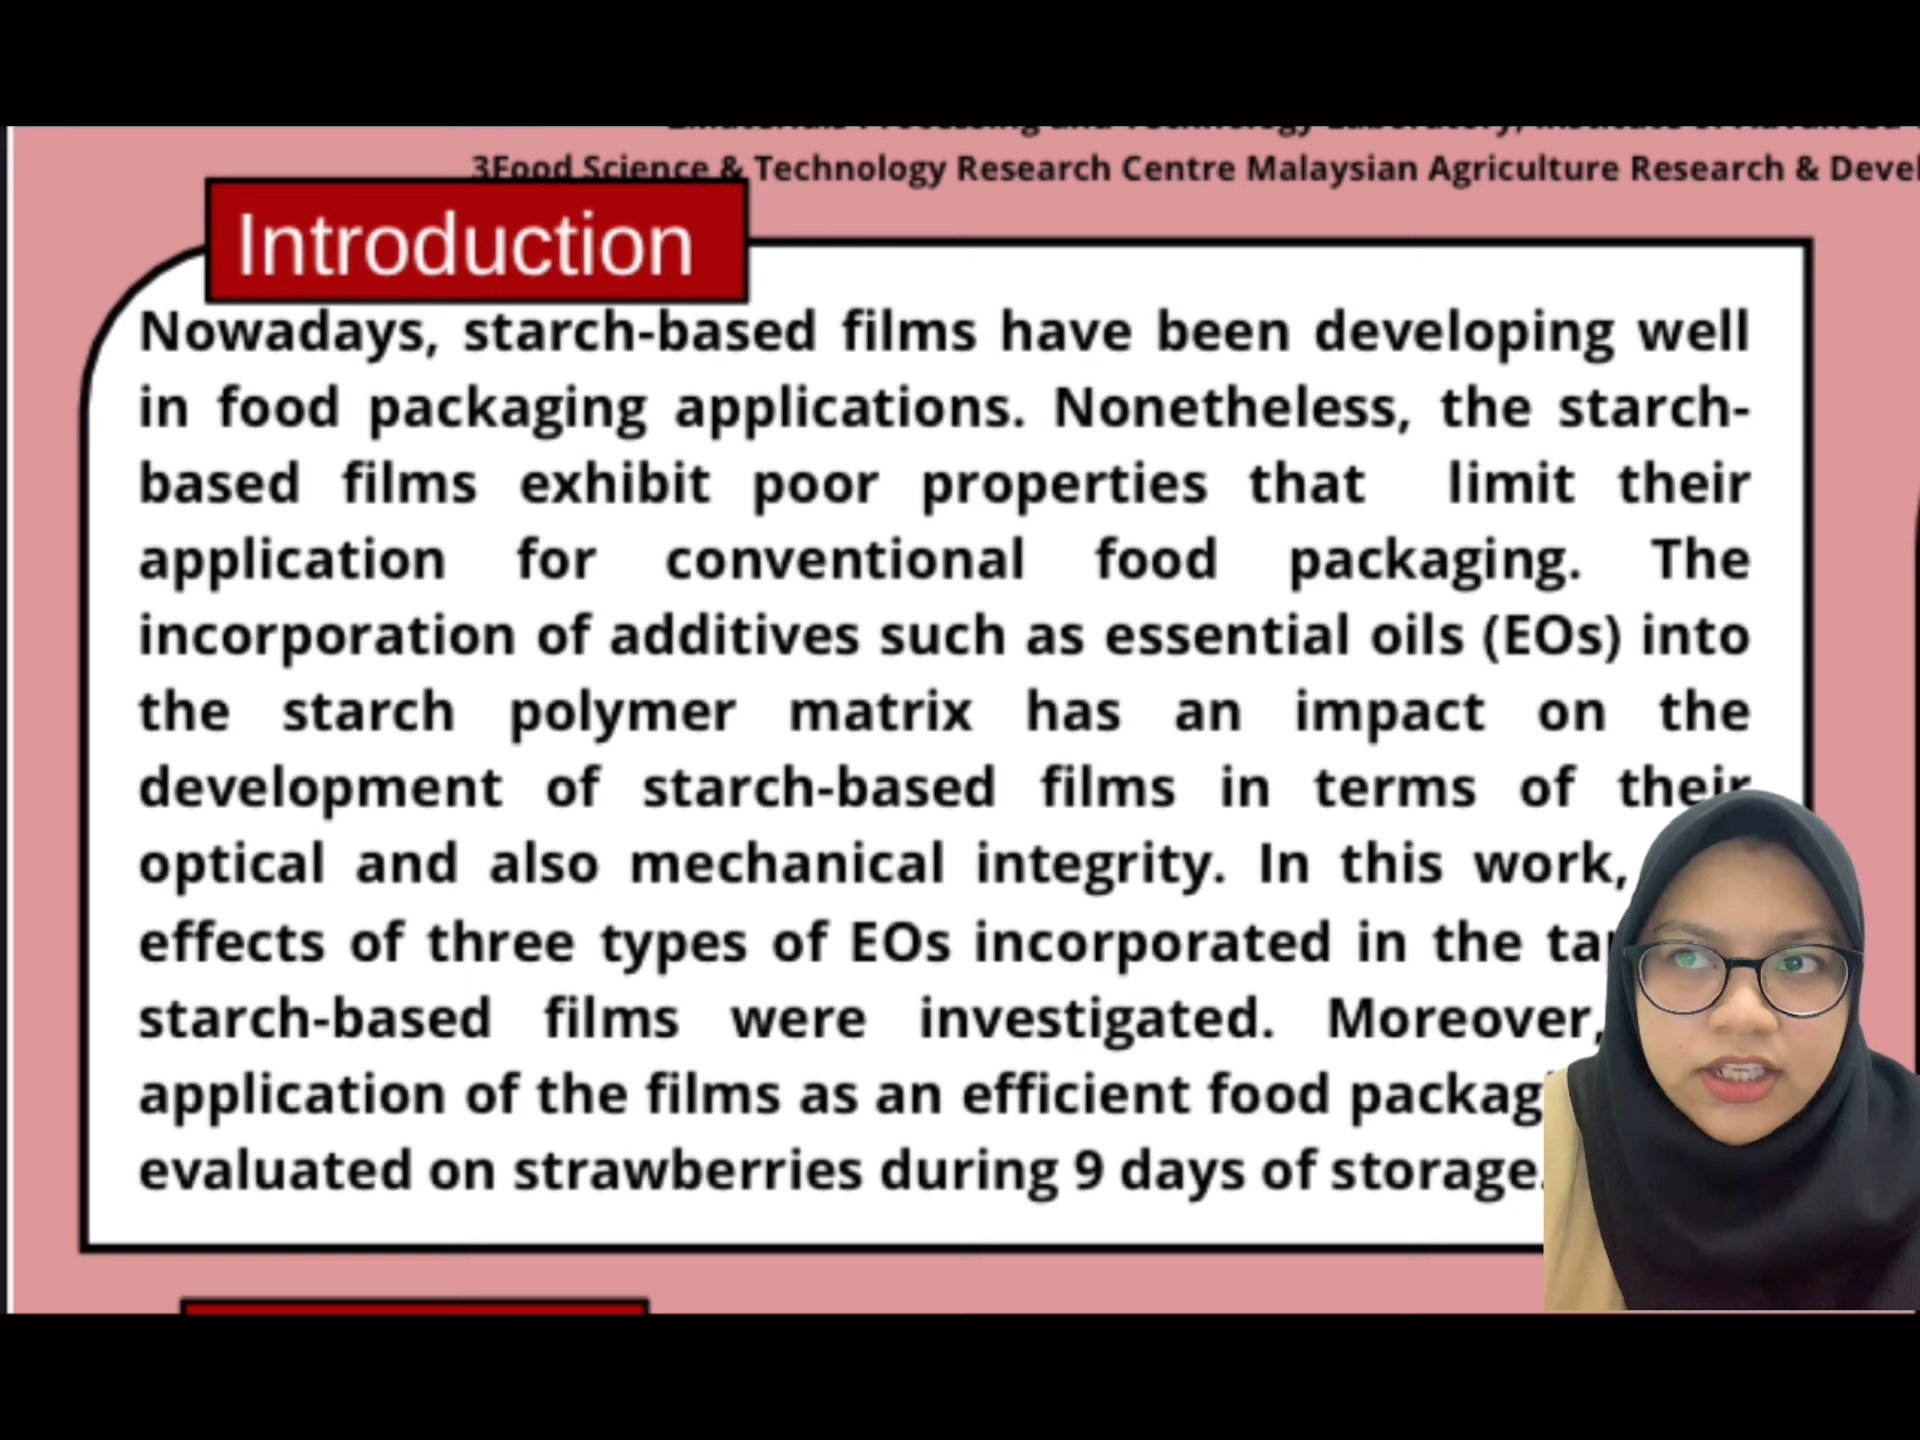 3Food Science & Technology Research Centre Malaysian Agriculture Research &
Introduction
Nowadays, starch-based films have been developing well
in food packaging applications. Nonetheless, the starch-
based films exhibit poor properties that limit their
application for conventional food packaging. The
incorporation of additives such as essential oils (EOs) into
the starch polymer matrix has an impact on the
development of starch-based films in terms of their
optical and also mechanical integrity. In this work,
effects of three types of EOs incorporated in the
starch-based films were investigated. Moreover,
application of the films as an efficient food
evaluated on strawberries during 9 days of storage.